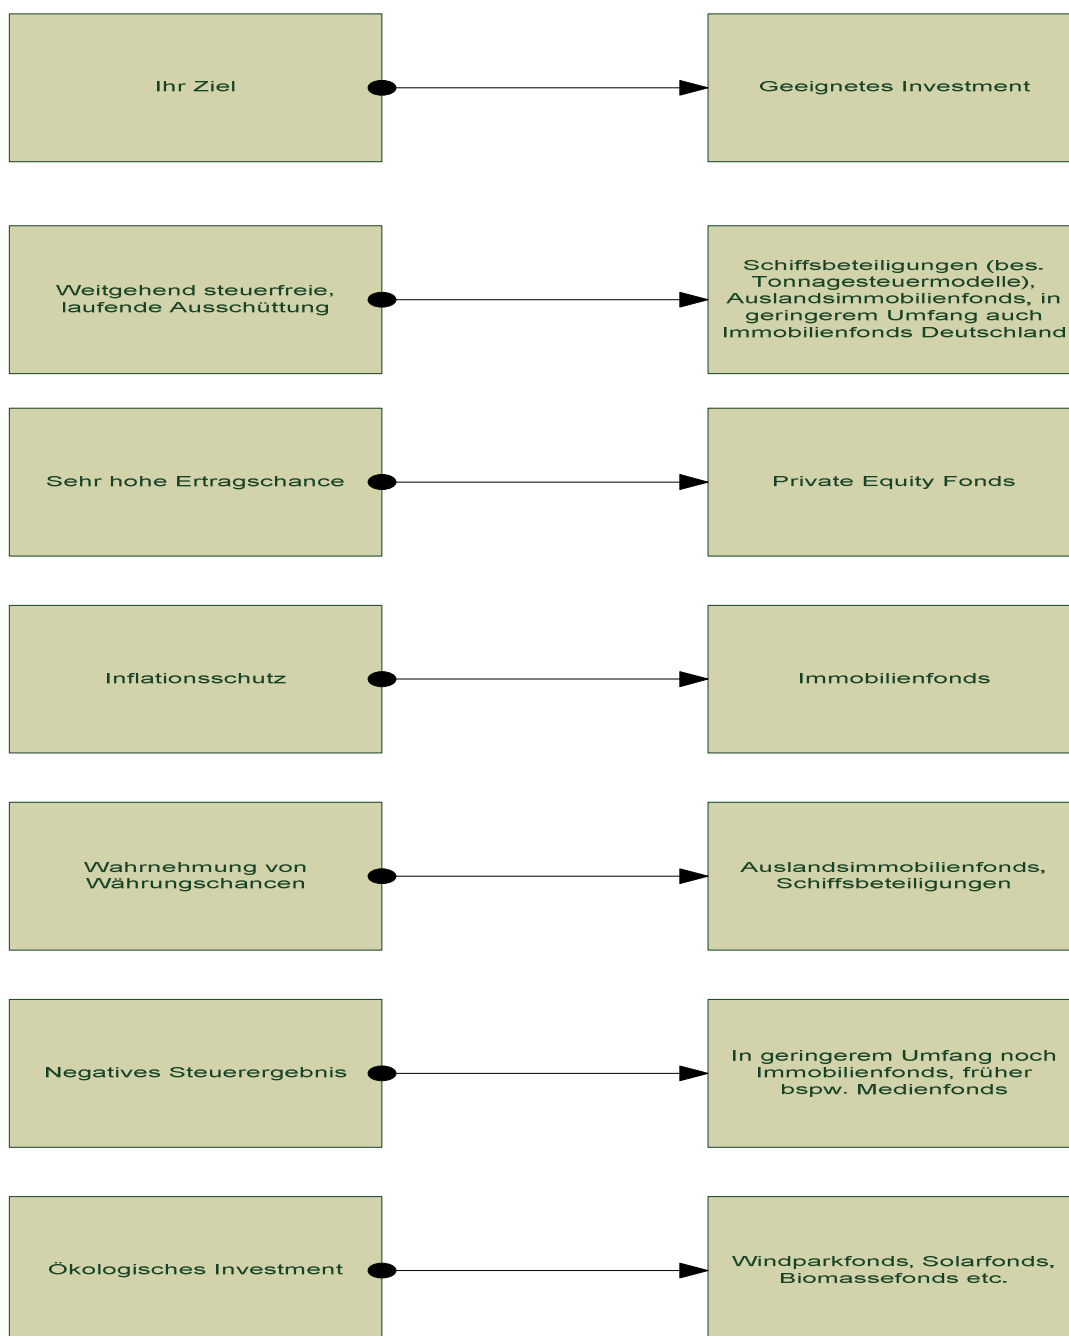 Ihr Ziel
Geeignetes Investment
Weitgehend steuerfreie,
laufende Ausschüttung
Schiffsbeteiligungen (bes.
Tonnagesteuermodelle),
Auslandsimmobilienfonds, in
geringerem Umfang auch
Immobilienfonds Deutschland
Sehr hohe Ertragschance
Private Equity Fonds
Inflationsschutz
Immobilienfonds
Wahrnehmung von
Währungschancen
Auslandsimmobilienfonds,
Schiffsbeteiligungen
Negatives Steuerergebnis
In geringerem Umfang noch
Immobilienfonds, früher
bspw. Medienfonds
Ökologisches Investment
Windparkfonds, Solarfonds,
Biomassefonds etc.